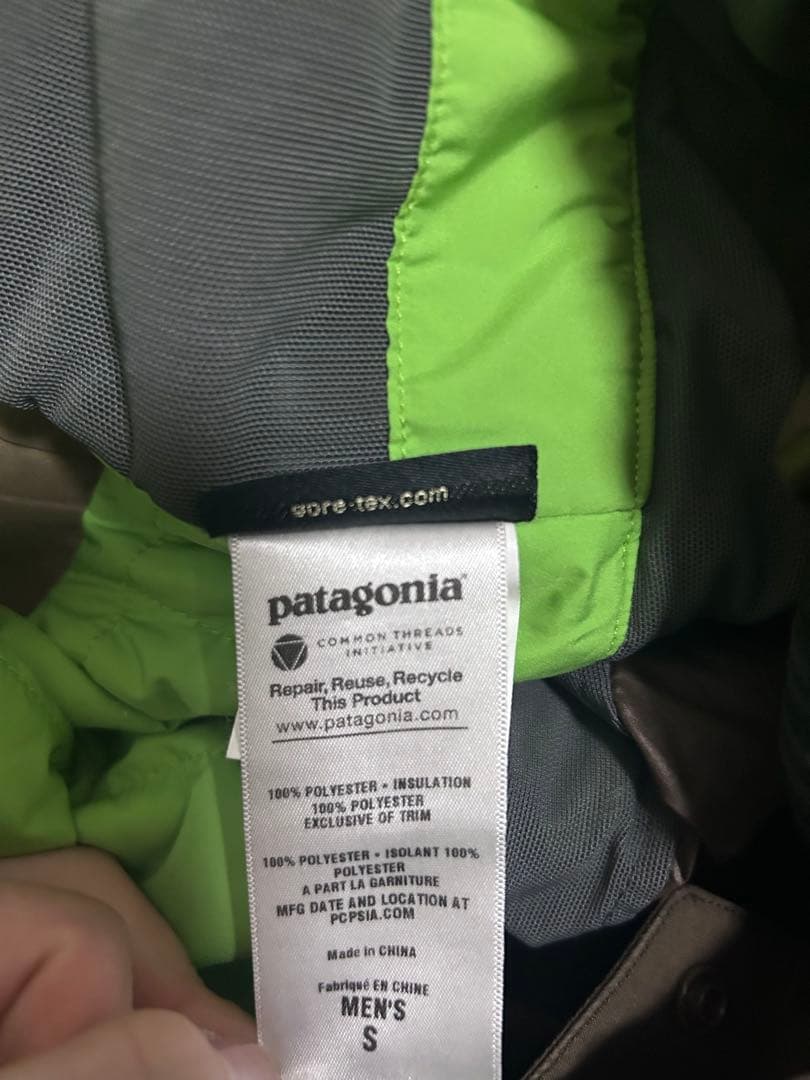 gore-tex.com
patagonia®
COMMON THREADS
INITIATIVE
Repair, Reuse, Recycle
This Product
www.patagonia.com
100% POLYESTER • INSULATION
100% POLYESTER
EXCLUSIVE OF TRIM
100% POLYESTER • ISOLANT 100%
POLYESTER
A PART LA GARNITURE
MFG DATE AND LOCATION AT
PCPSIA.COM
Made in CHINA
Fabriqué EN CHINE
MEN'S
S